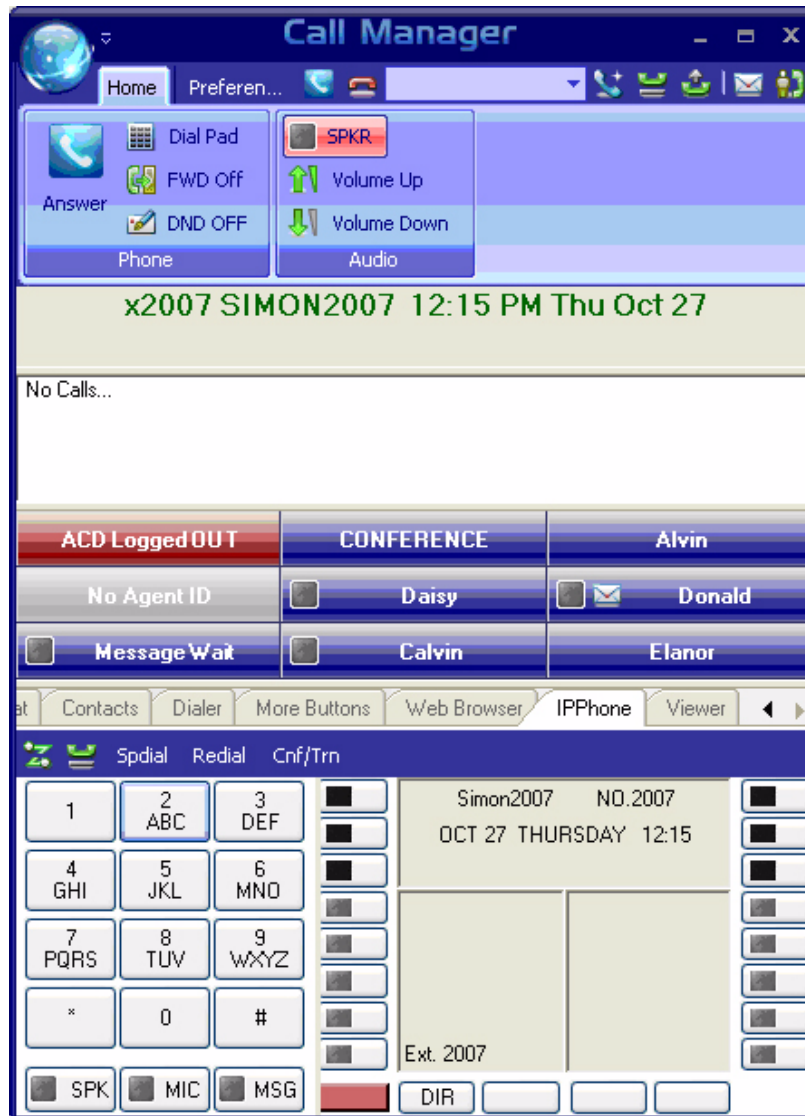 Call Manager
Home Preferen...
Answer
Dial Pad
FWD Off
DND OFF
Phone
SPKR
Volume Up
Volume Down
Audio
x2007 SIMON2007 12:15 PM Thu Oct 27
No Calls...
ACD Logged OUT CONFERENCE Alvin
No Agent ID Daisy Donald
Message Wait Calvin Elanor
at Contacts Dialer More Buttons Web Browser IPPhone Viewer
Spdial Redial Cnf/Trn
1 2 ABC 3 DEF
4 GHI 5 JKL 6 MNO
7 PQRS 8 TUV 9 WXYZ
* 0 #
SPK MIC MSG
Simon2007 NO.2007
OCT 27 THURSDAY 12:15
Ext. 2007
DIR